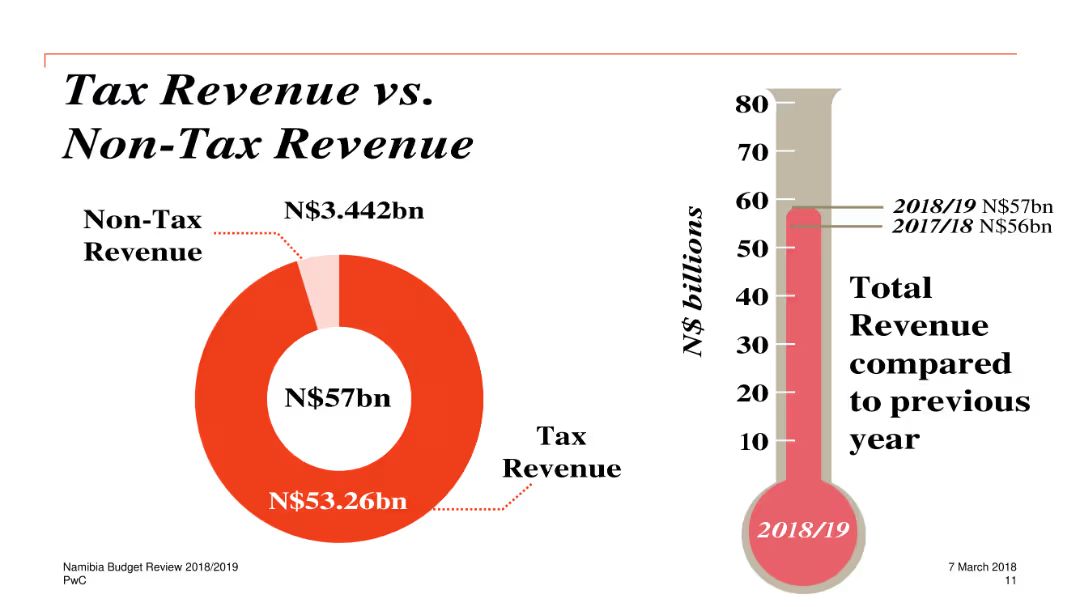 Tax Revenue vs.
Non-Tax Revenue
Non-Tax
Revenue
N$3.442bn
N$57bn
N$53.26bn
Tax
Revenue
N$ billions
80
70
60
50
40
30
20
10
2018/19 N$57bn
2017/18 N$56bn
Total
Revenue
compared
to previous
year
2018/19
Namibia Budget Review 2018/2019
PwC
7 March 2018
11